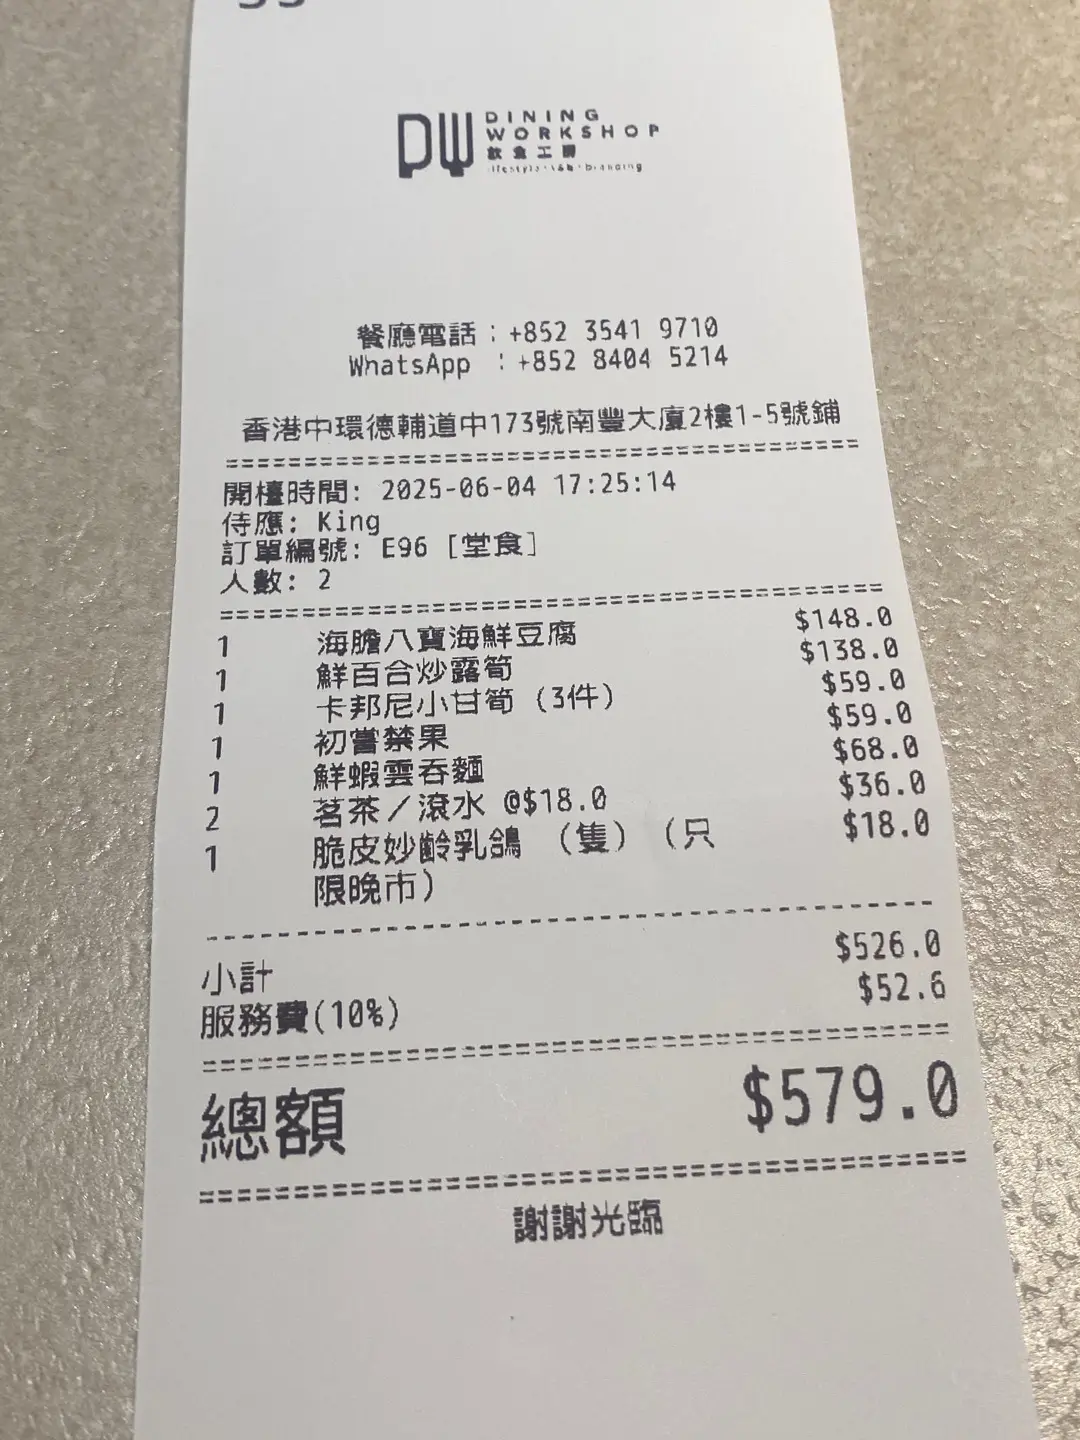 DINING
WORKSHOP
飲食工房
餐廳電話：+852 3541 9710
WhatsApp ：+852 8404 5214
香港中環德輔道中173號南豐大廈2樓1-5號鋪
開檯時間: 2025-06-04 17:25:14
侍應: King
訂單編號: E96 [堂食]
人數: 2
1 海膽八寶海鮮豆腐 $148.0
1 鮮百合炒露筍 $138.0
1 卡邦尼小甘筍（3件） $59.0
1 初嘗禁果 $59.0
1 鮮蝦雲吞麵 $68.0
2 茗茶／滾水 @$18.0 $36.0
1 脆皮妙齡乳鴿 （隻）（只 $18.0
限晚市）
小計 $526.0
服務費(10%) $52.6
總額 $579.0
謝謝光臨